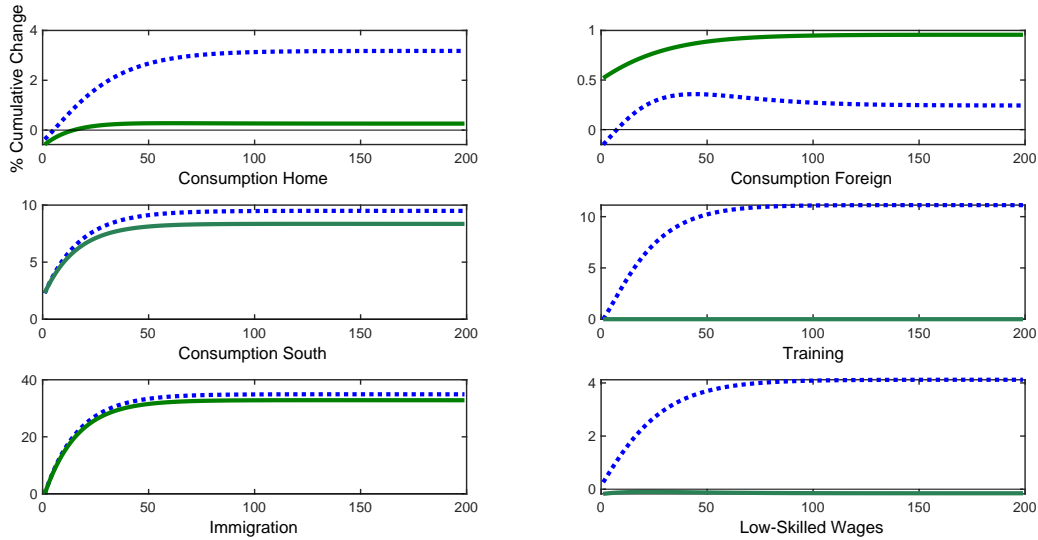 % Cumulative Change
4
2
0
0 50 100 150 200
Consumption Home
1
0.5
0
0 50 100 150 200
Consumption Foreign
10
5
0
0 50 100 150 200
Consumption South
10
5
0
0 50 100 150 200
Training
40
20
0
0 50 100 150 200
Immigration
4
2
0
0 50 100 150 200
Low-Skilled Wages